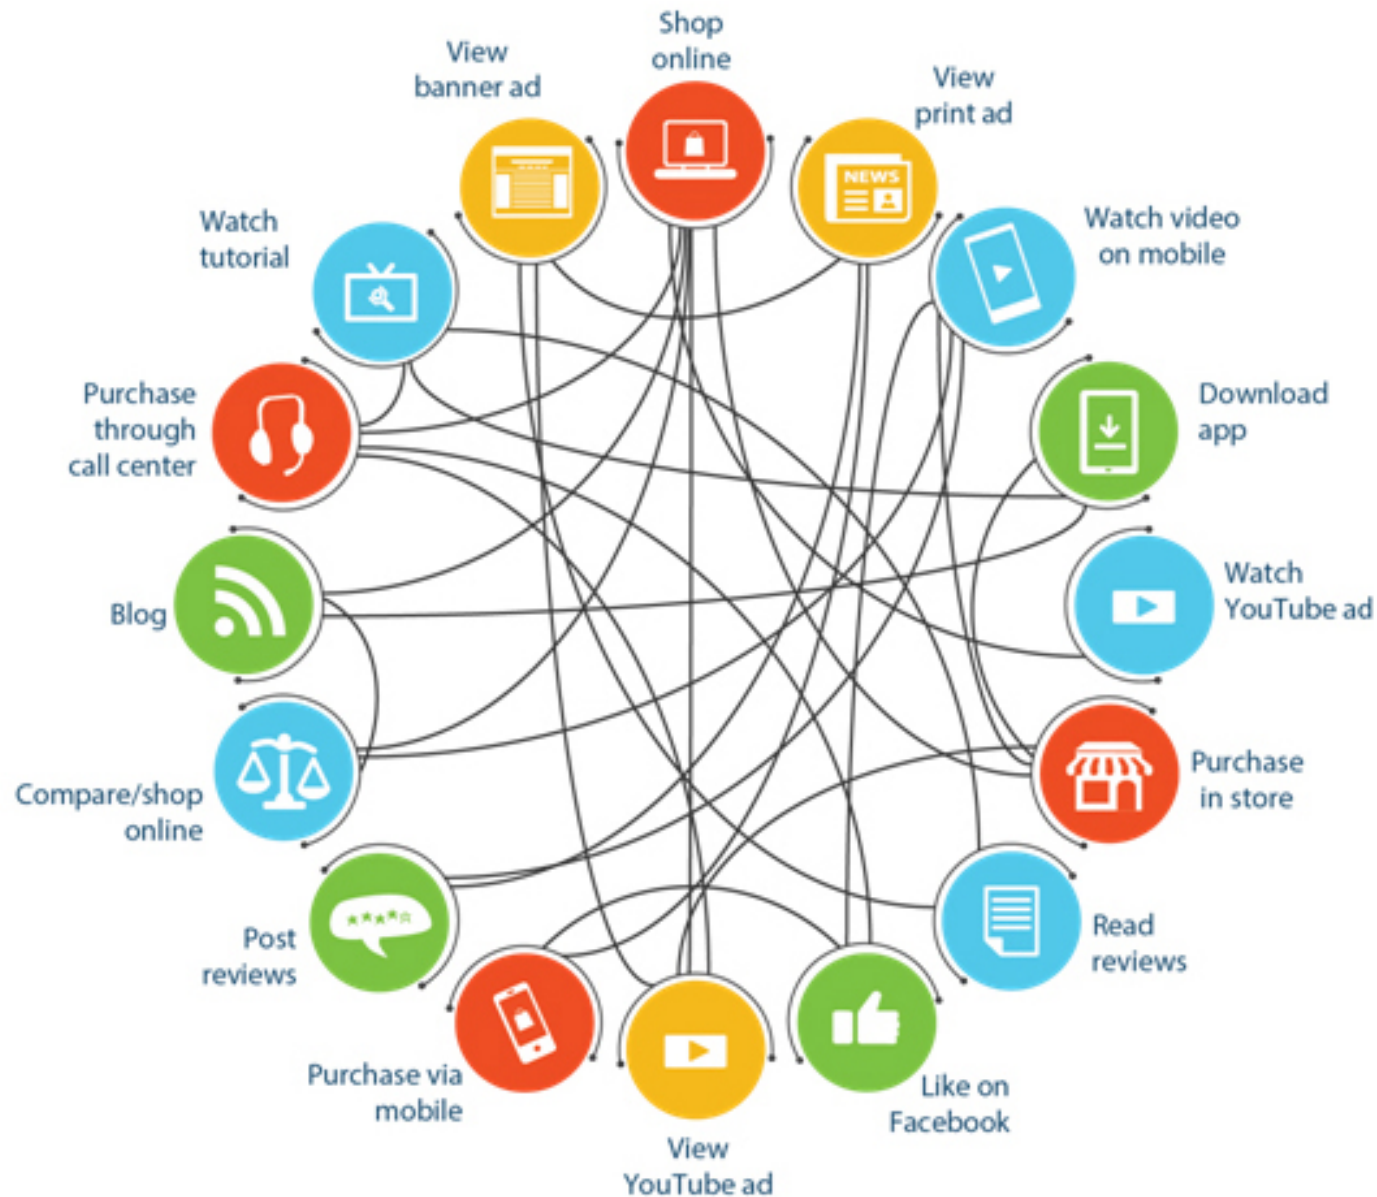 Shop
online
View
print ad
NEWS
Watch video
on mobile
Download
app
Watch
YouTube ad
Purchase
in store
Read
reviews
Like on
Facebook
View
YouTube ad
Purchase via
mobile
Post
reviews
Compare/shop
online
Blog
Purchase
through
call center
Watch
tutorial
View
banner ad